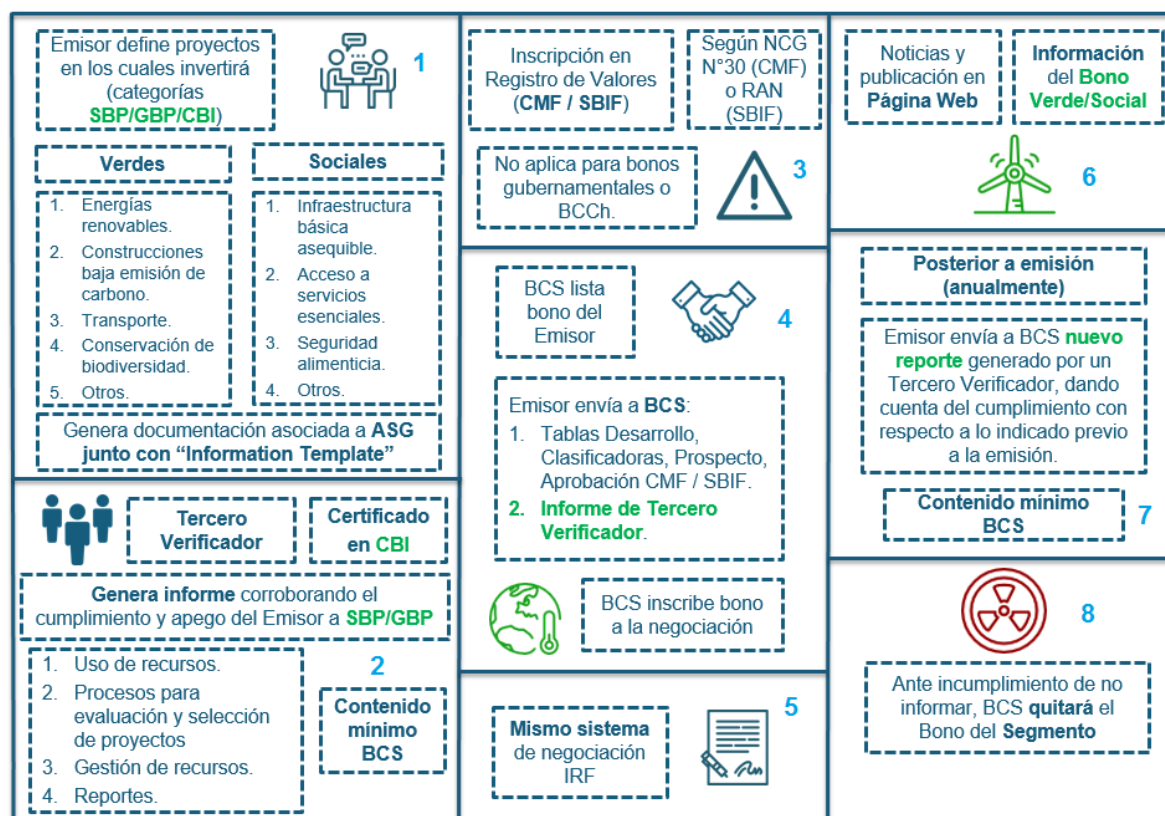 Emisor define proyectos
en los cuales invertirá
(categorías
SBP/GBP/CBI)
1
Verdes
1. Energías
renovables.
2. Construcciones
baja emisión de
carbono.
3. Transporte.
4. Conservación de
biodiversidad.
5. Otros.
Sociales
1. Infraestructura
básica
asequible.
2. Acceso a
servicios
esenciales.
3. Seguridad
alimenticia.
4. Otros.
Genera documentación asociada a ASG
junto con “Information Template”
Tercero
Verificador
Certificado
en CBI
Genera informe corroborando el
cumplimiento y apego del Emisor a SBP/GBP
1. Uso de recursos.
2. Procesos para
evaluación y selección
de proyectos
3. Gestión de recursos.
4. Reportes.
2
Contenido
mínimo
BCS
Inscripción en
Registro de Valores
(CMF / SBIF)
Según NCG
N°30 (CMF)
o RAN
(SBIF)
No aplica para bonos
gubernamentales o
BCCh.
3
BCS lista
bono del
Emisor
4
Emisor envía a BCS:
1. Tablas Desarrollo,
Clasificadoras, Prospecto,
Aprobación CMF / SBIF.
2. Informe de Tercero
Verificador.
BCS inscribe bono
a la negociación
Mismo sistema
de negociación
IRF
5
Noticias y
publicación en
Página Web
Información
del Bono
Verde/Social
6
Posterior a emisión
(anualmente)
Emisor envía a BCS nuevo
reporte generado por un
Tercero Verificador, dando
cuenta del cumplimiento con
respecto a lo indicado previo
a la emisión.
Contenido mínimo
BCS
7
8
Ante incumplimiento de no
informar, BCS quitará el
Bono del Segmento